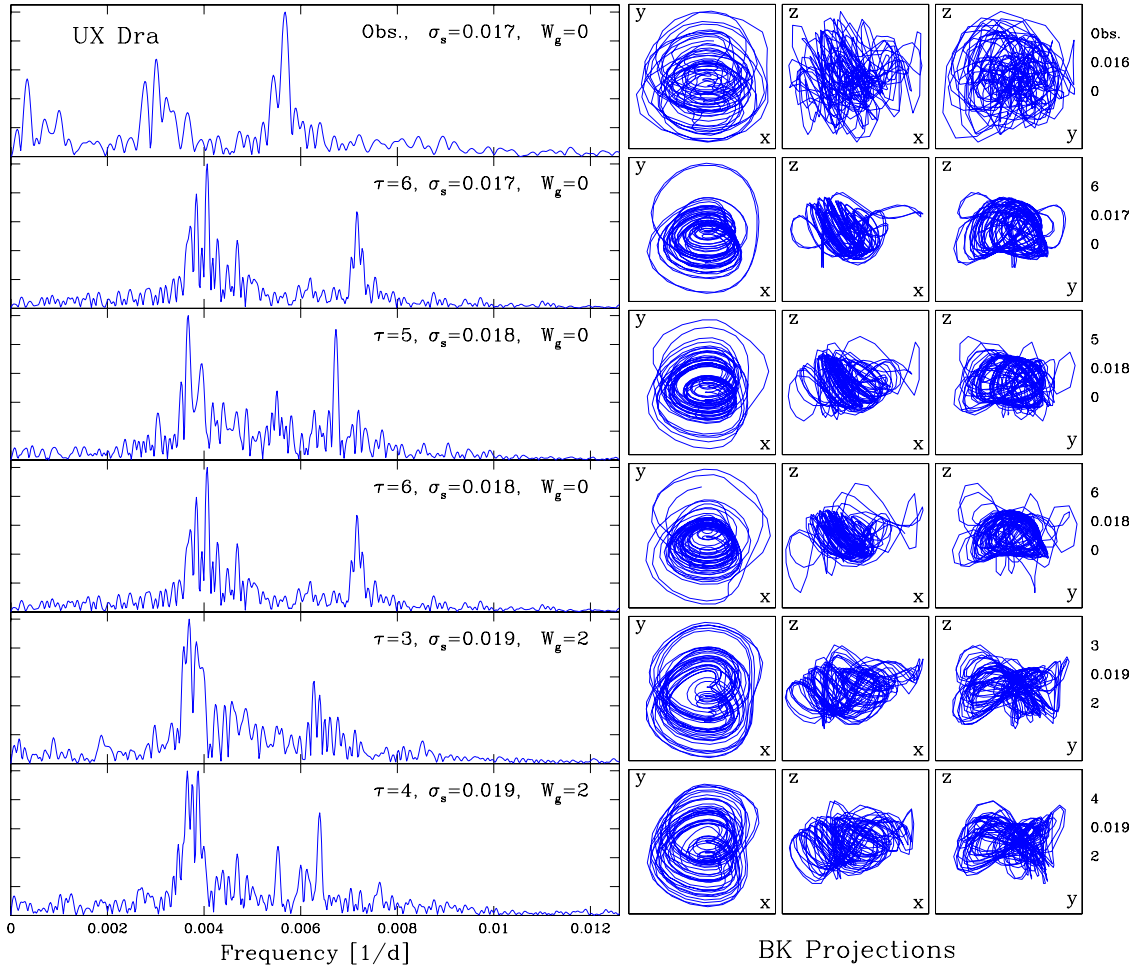 UX Dra
Obs., σs=0.017, Wg=0
y x z x z y
Obs.
0.016
0
τ=6, σs=0.017, Wg=0
y x z x z y
6
0.017
0
τ=5, σs=0.018, Wg=0
y x z x z y
5
0.018
0
τ=6, σs=0.018, Wg=0
y x z x z y
6
0.018
0
τ=3, σs=0.019, Wg=2
y x z x z y
3
0.019
2
τ=4, σs=0.019, Wg=2
y x z x z y
4
0.019
2
0 0.002 0.004 0.006 0.008 0.01 0.012
Frequency [1/d]
BK Projections